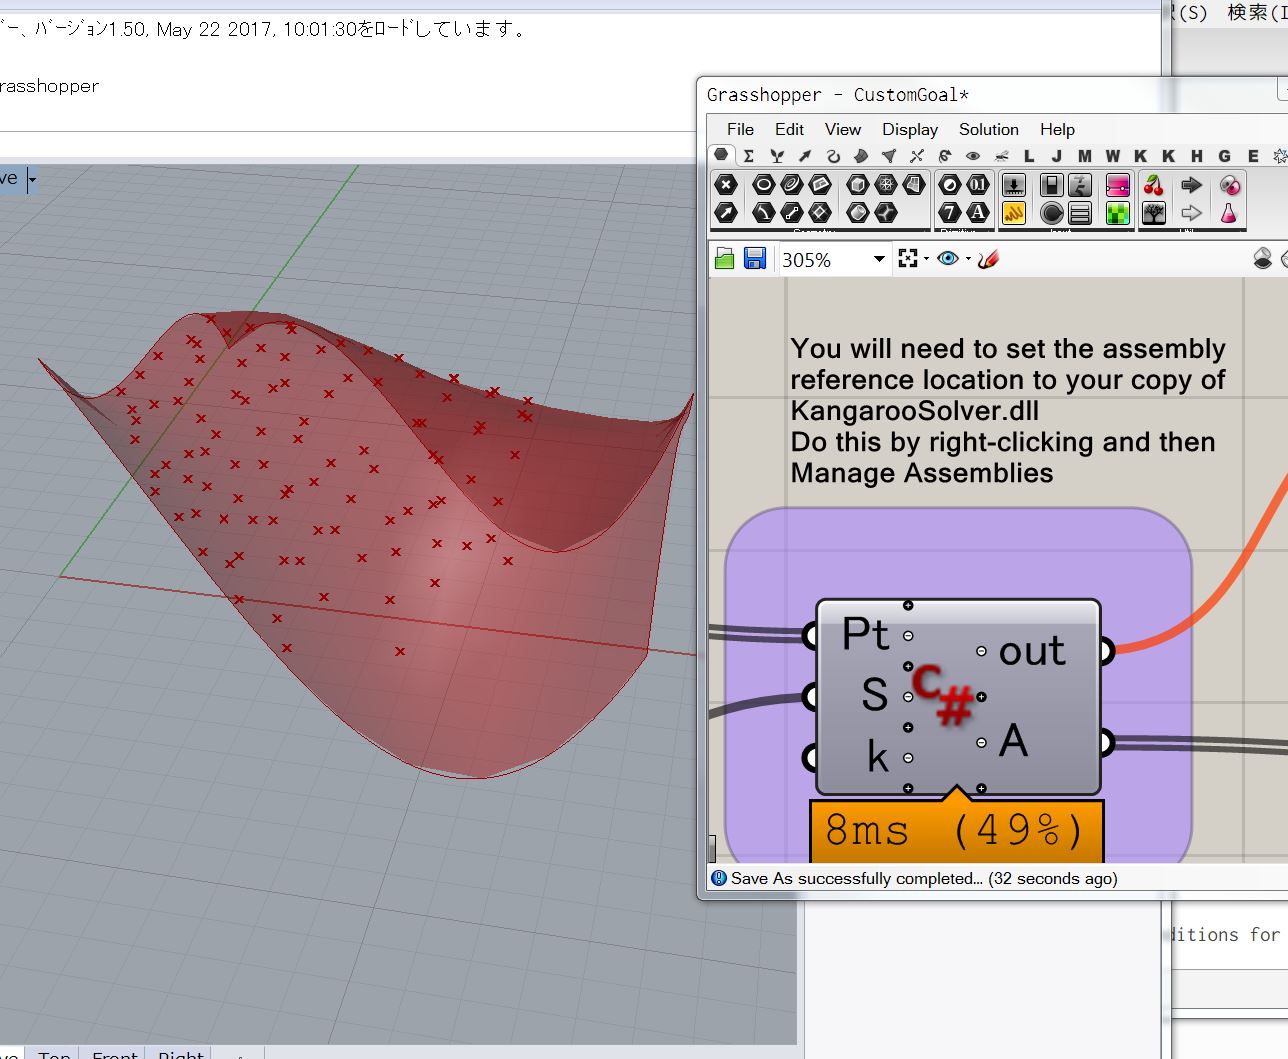 ー、バージョン1.50, May 22 2017, 10:01:30をロードしています。
rasshopper
(S) 検索(I
Grasshopper - CustomGoal*
File Edit View Display Solution Help
L J M W K K H G E
305%
You will need to set the assembly
reference location to your copy of
KangarooSolver.dll
Do this by right-clicking and then
Manage Assemblies
Pt
S
k
C#
out
A
8ms (49%)
Save As successfully completed... (32 seconds ago)
ditions for
ve
Top Front Right